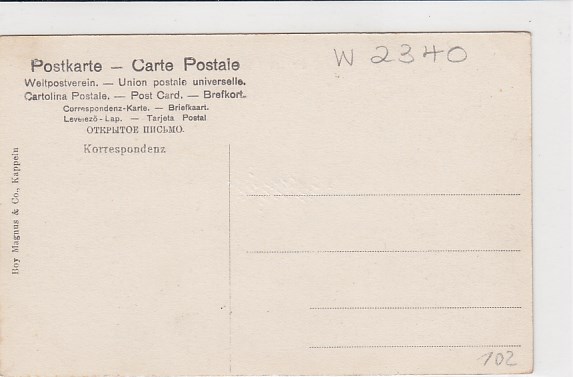 W 2340
Postkarte – Carte Postale
Weltpostverein. — Union postale universelle.
Cartolina Postale. — Post Card. — Brefkort.
Correspondenz-Karte. — Briefkaart.
Levelező-Lap. — Tarjeta Postal
ОТКРЫТОЕ ПИСЬМО.
Korrespondenz
Boy Magnus & Co., Kappeln
102